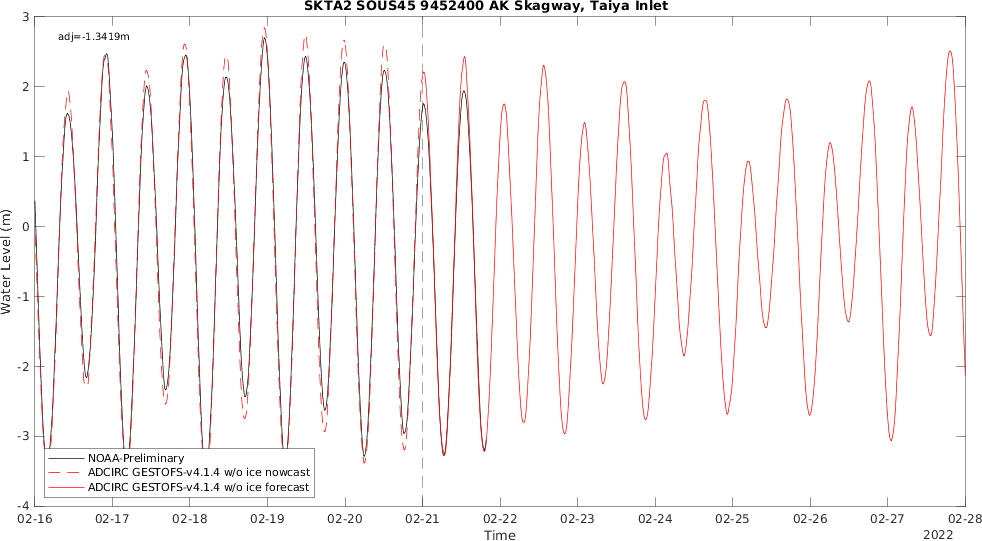 SKTA2 SOUS45 9452400 AK Skagway, Taiya Inlet
adj=-1.3419m
3
2
1
0
-1
-2
-3
-4
Water Level (m)
NOAA-Preliminary
ADCIRC GESTOFS-v4.1.4 w/o ice nowcast
ADCIRC GESTOFS-v4.1.4 w/o ice forecast
02-16 02-17 02-18 02-19 02-20 02-21 02-22 02-23 02-24 02-25 02-26 02-27 02-28
Time
2022